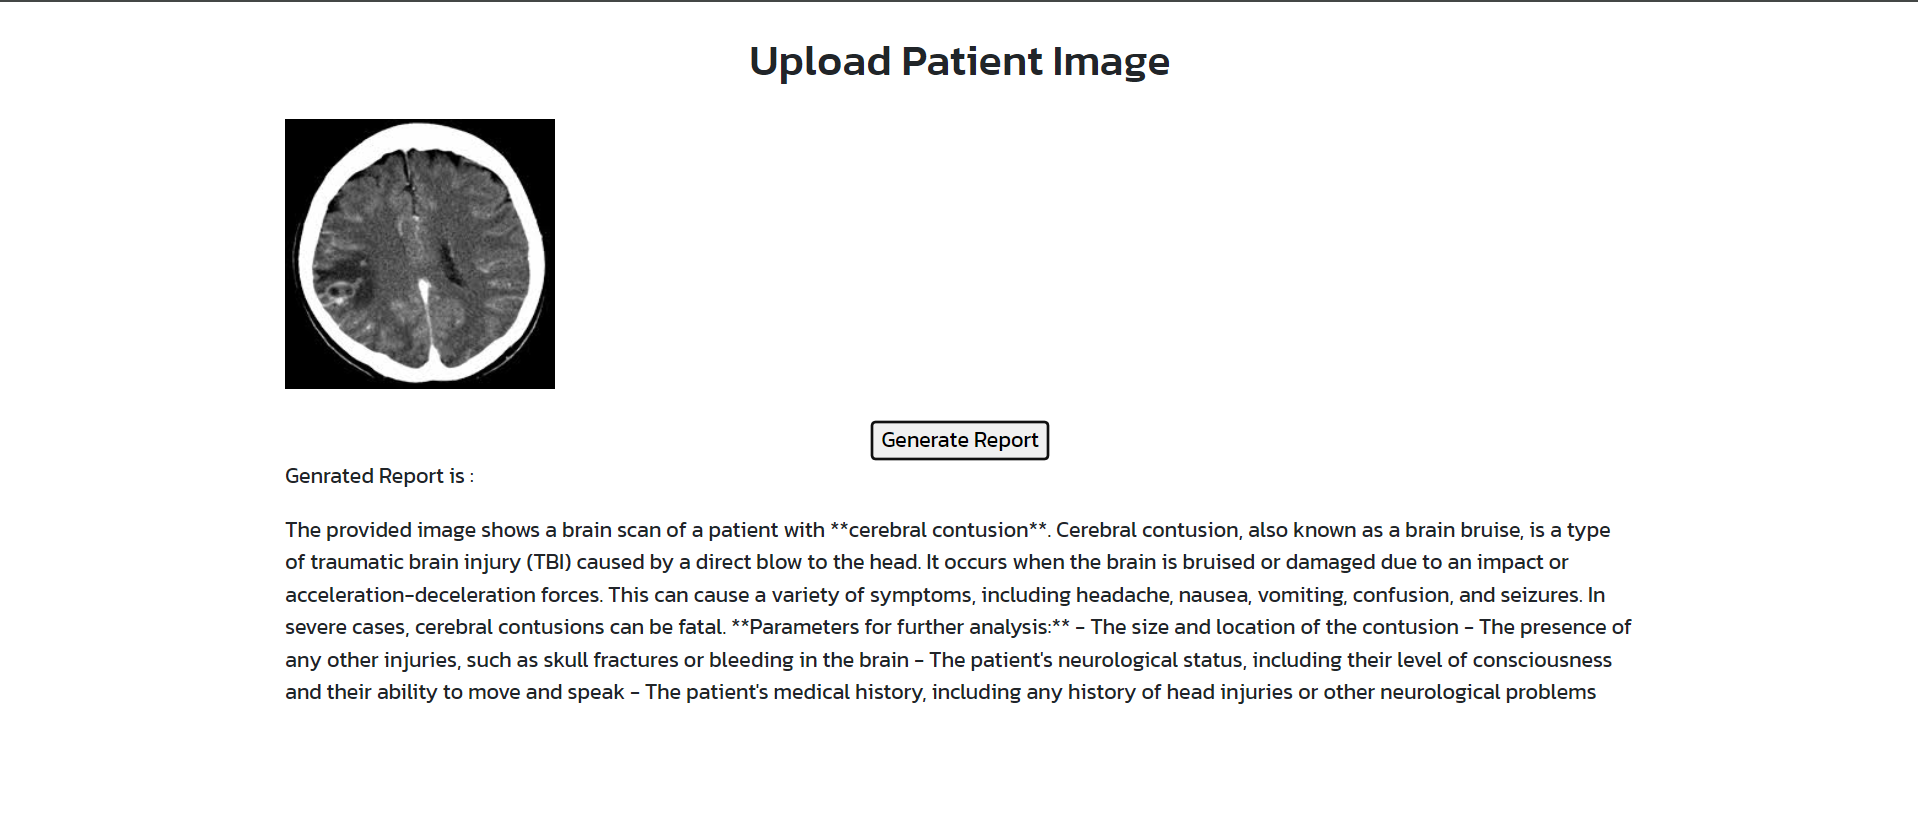 Upload Patient Image
Generate Report
Genrated Report is :
The provided image shows a brain scan of a patient with **cerebral contusion**. Cerebral contusion, also known as a brain bruise, is a type
of traumatic brain injury (TBI) caused by a direct blow to the head. It occurs when the brain is bruised or damaged due to an impact or
acceleration-deceleration forces. This can cause a variety of symptoms, including headache, nausea, vomiting, confusion, and seizures. In
severe cases, cerebral contusions can be fatal. **Parameters for further analysis:** - The size and location of the contusion - The presence of
any other injuries, such as skull fractures or bleeding in the brain - The patient's neurological status, including their level of consciousness
and their ability to move and speak - The patient's medical history, including any history of head injuries or other neurological problems